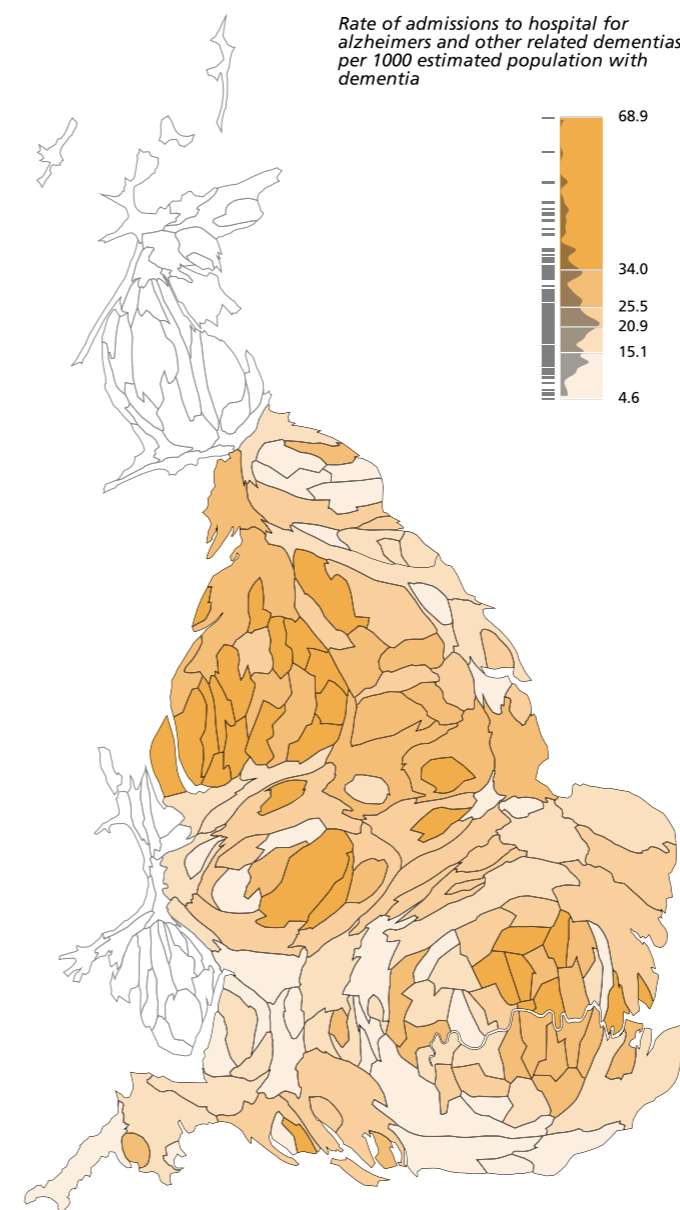 Rate of admissions to hospital for
alzheimers and other related dementias
per 1000 estimated population with
dementia
68.9
34.0
25.5
20.9
15.1
4.6